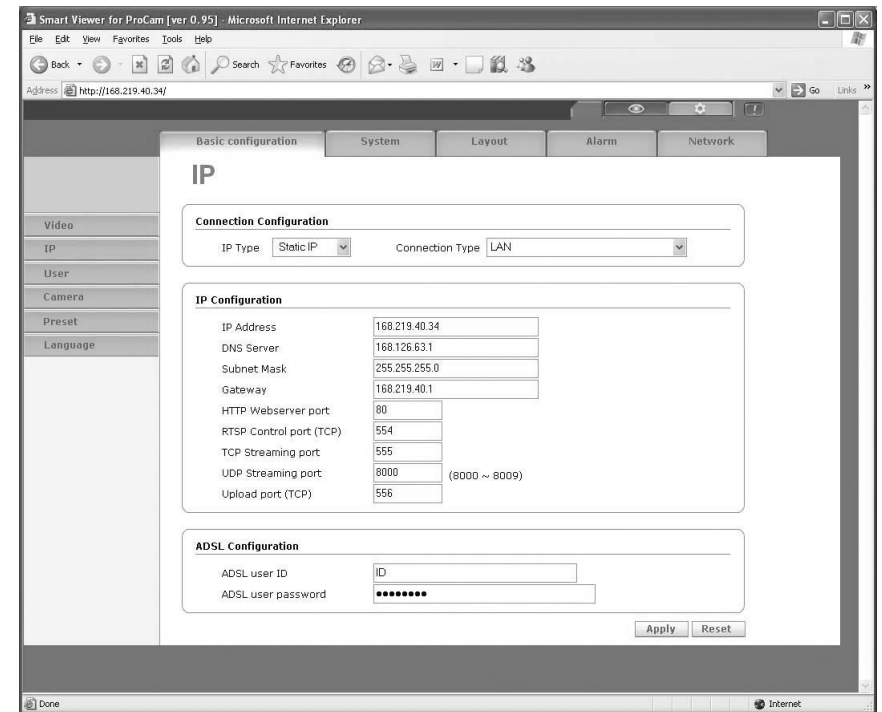 Smart Viewer for ProCam [ver 0.95] - Microsoft Internet Explorer
File Edit View Favorites Tools Help
Back Search Favorites
Address http://168.219.40.34/ Go Links »
Basic configuration System Layout Alarm Network
IP
Video
IP
User
Camera
Preset
Language
Connection Configuration
IP Type Static IP Connection Type LAN
IP Configuration
IP Address 168.219.40.34
DNS Server 168.126.63.1
Subnet Mask 255.255.255.0
Gateway 168.219.40.1
HTTP Webserver port 80
RTSP Control port (TCP) 554
TCP Streaming port 555
UDP Streaming port 8000 (8000 ~ 8009)
Upload port (TCP) 556
ADSL Configuration
ADSL user ID ID
ADSL user password ●●●●●●●●
Apply Reset
Done Internet